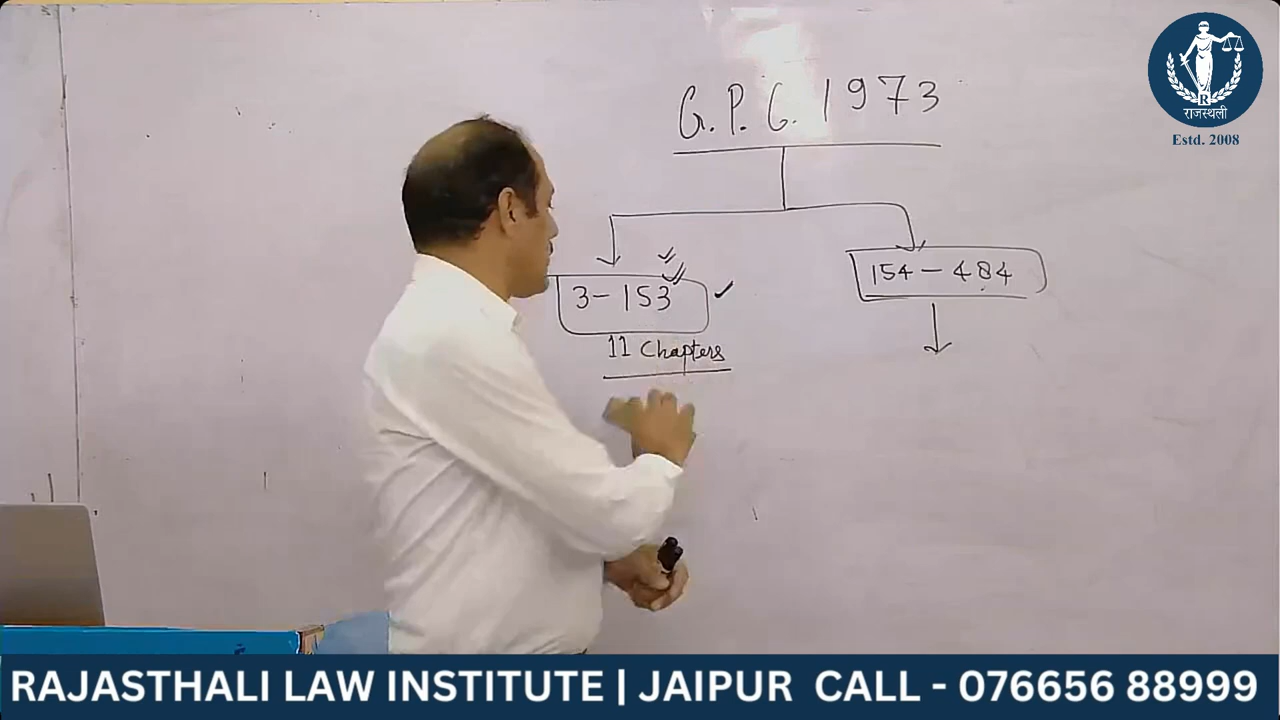 राजस्थली
Estd. 2008
C.P.C. 1973
3-153
154-484
11 Chapters
RAJASTHALI LAW INSTITUTE | JAIPUR CALL - 076656 88999